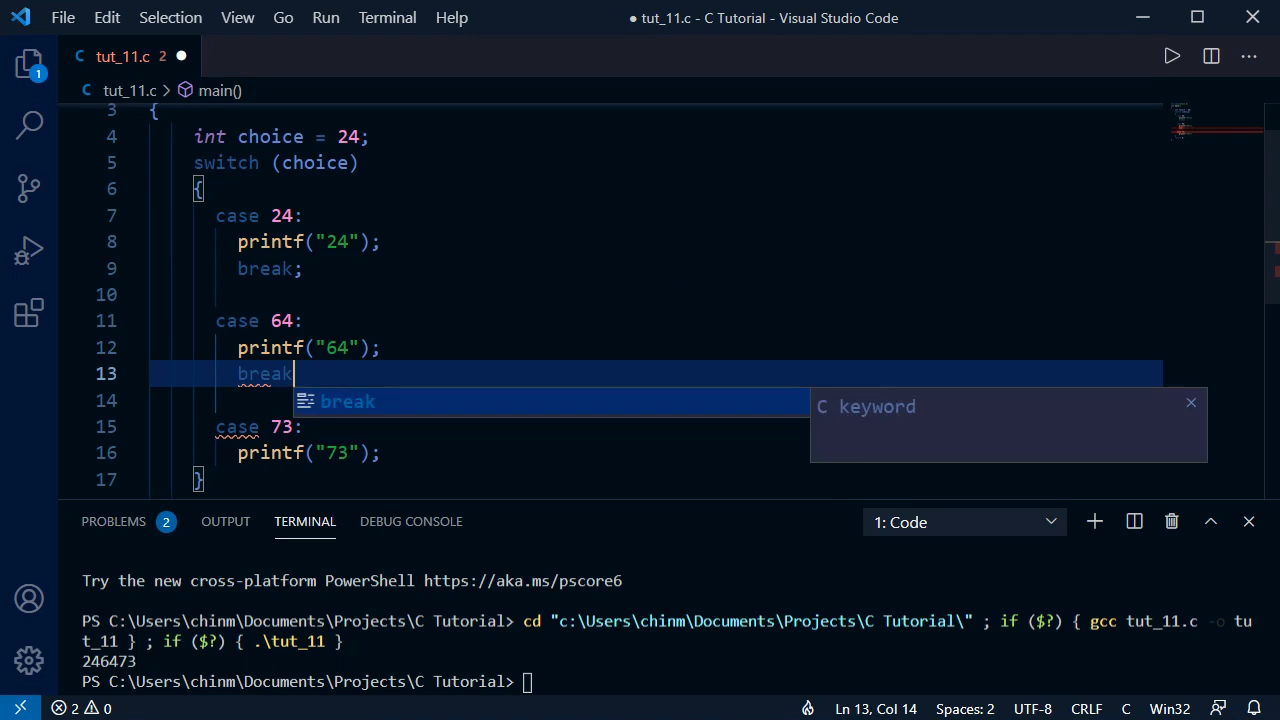 File Edit Selection View Go Run Terminal Help
● tut_11.c - C Tutorial - Visual Studio Code
C tut_11.c 2 ●
1
C tut_11.c > main()
3 {
4 int choice = 24;
5 switch (choice)
6 {
7 case 24:
8 printf("24");
9 break;
10
11 case 64:
12 printf("64");
13 break
14 break
C keyword
15 case 73:
16 printf("73");
17 }
PROBLEMS 2 OUTPUT TERMINAL DEBUG CONSOLE
1: Code
Try the new cross-platform PowerShell https://aka.ms/pscore6
PS C:\Users\chinm\Documents\Projects\C Tutorial> cd "c:\Users\chinm\Documents\Projects\C Tutorial\" ; if ($?) { gcc tut_11.c -o tu
t_11 } ; if ($?) { .\tut_11 }
246473
PS C:\Users\chinm\Documents\Projects\C Tutorial>
2 0 Ln 13, Col 14 Spaces: 2 UTF-8 CRLF C Win32